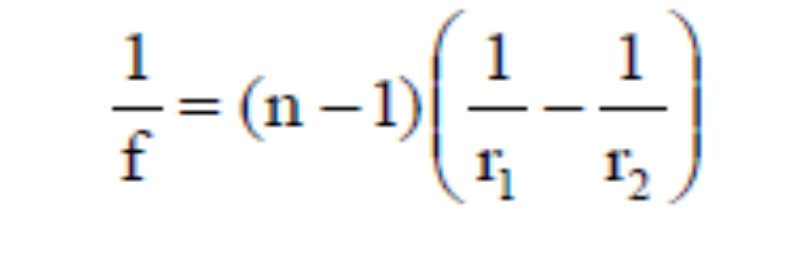 1/f = (n − 1)(1/r₁ − 1/r₂)